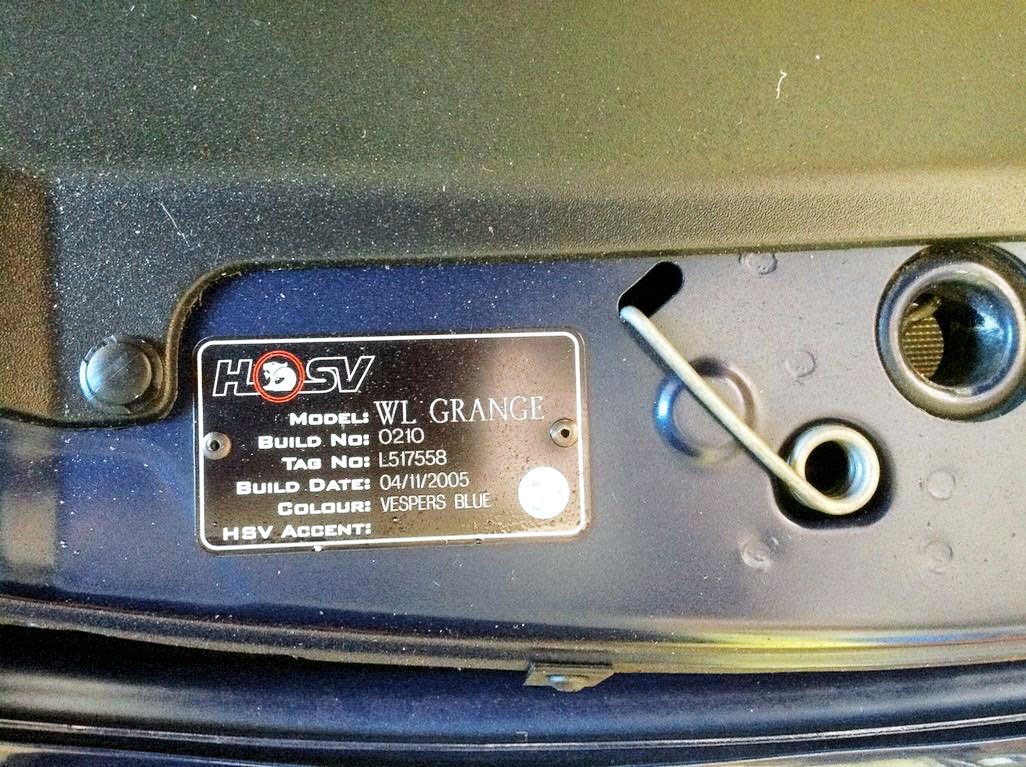 HSV
MODEL: WL GRANGE
BUILD NO: 0210
TAG NO: L517558
BUILD DATE: 04/11/2005
COLOUR: VESPERS BLUE
HSV ACCENT: